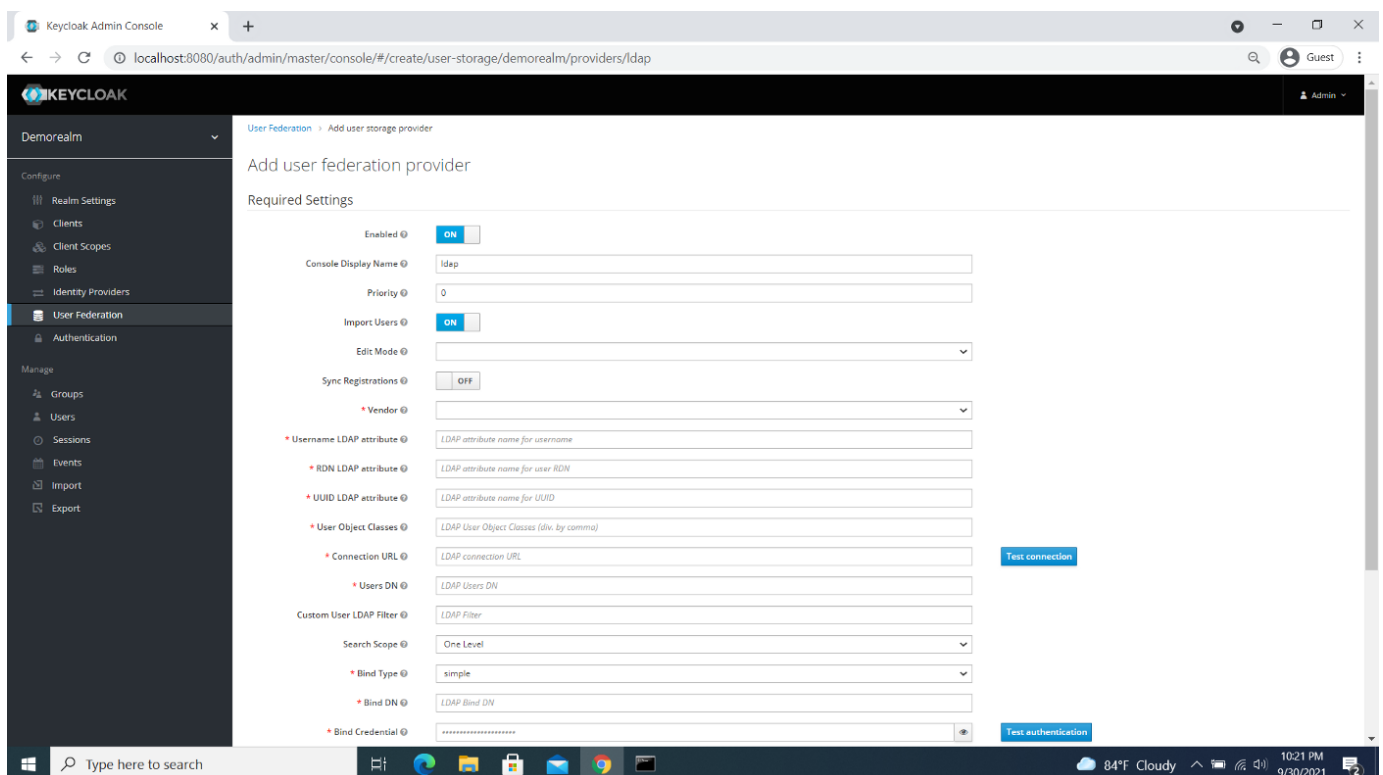 Keycloak Admin Console
localhost:8080/auth/admin/master/console/#/create/user-storage/demorealm/providers/ldap
Guest
KEYCLOAK
Admin
Demorealm
Configure
Realm Settings
Clients
Client Scopes
Roles
Identity Providers
User Federation
Authentication
Manage
Groups
Users
Sessions
Events
Import
Export
User Federation > Add user storage provider
Add user federation provider
Required Settings
Enabled ON
Console Display Name ldap
Priority 0
Import Users ON
Edit Mode
Sync Registrations OFF
* Vendor
* Username LDAP attribute LDAP attribute name for username
* RDN LDAP attribute LDAP attribute name for user RDN
* UUID LDAP attribute LDAP attribute name for UUID
* User Object Classes LDAP User Object Classes (div. by comma)
* Connection URL LDAP connection URL Test connection
* Users DN LDAP Users DN
Custom User LDAP Filter LDAP Filter
Search Scope One Level
* Bind Type simple
* Bind DN LDAP Bind DN
* Bind Credential ********************* Test authentication
Type here to search
84°F Cloudy
10:21 PM
9/30/2021